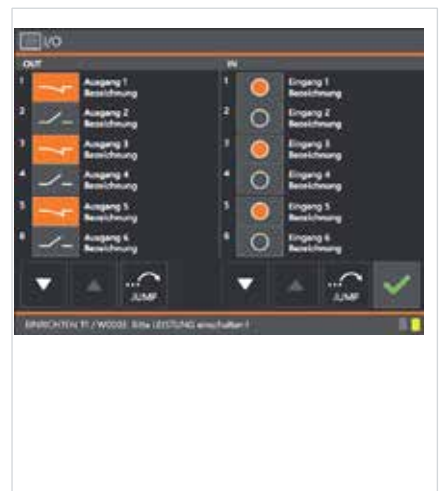 I/O
OUT
IN
1
Ausgang 1
Bezeichnung
2
Ausgang 2
Bezeichnung
3
Ausgang 3
Bezeichnung
4
Ausgang 4
Bezeichnung
5
Ausgang 5
Bezeichnung
6
Ausgang 6
Bezeichnung
1
Eingang 1
Bezeichnung
2
Eingang 2
Bezeichnung
3
Eingang 3
Bezeichnung
4
Eingang 4
Bezeichnung
5
Eingang 5
Bezeichnung
6
Eingang 6
Bezeichnung
JUMP
JUMP
EINRICHTEN T1 / Bitte LEISTUNG einschalten !